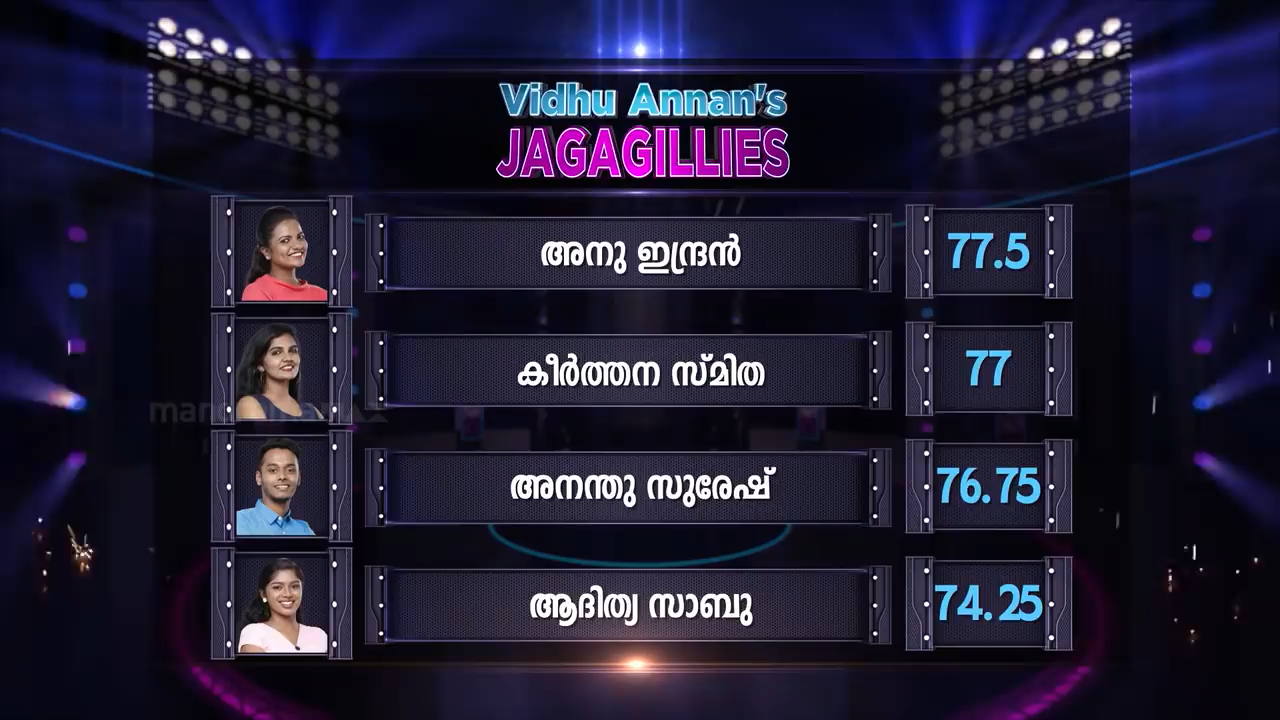 Vidhu Annan's
JAGAGILLIES
അനു ഇന്ദ്രൻ 77.5
കീർത്തന സ്മിത 77
അനന്തു സുരേഷ് 76.75
ആദിത്യ സാബു 74.25